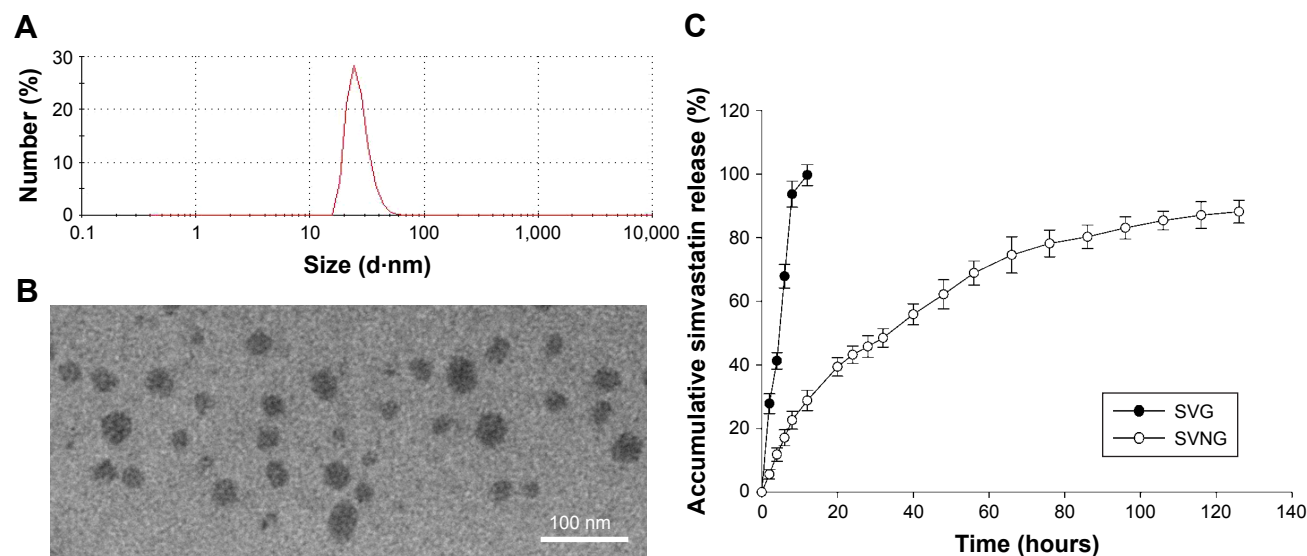 A
Number (%)
30
20
10
0
0.1 1 10 100 1,000 10,000
Size (d·nm)
B
100 nm
C
Accumulative simvastatin release (%)
120
100
80
60
40
20
0
0 20 40 60 80 100 120 140
Time (hours)
SVG
SVNG